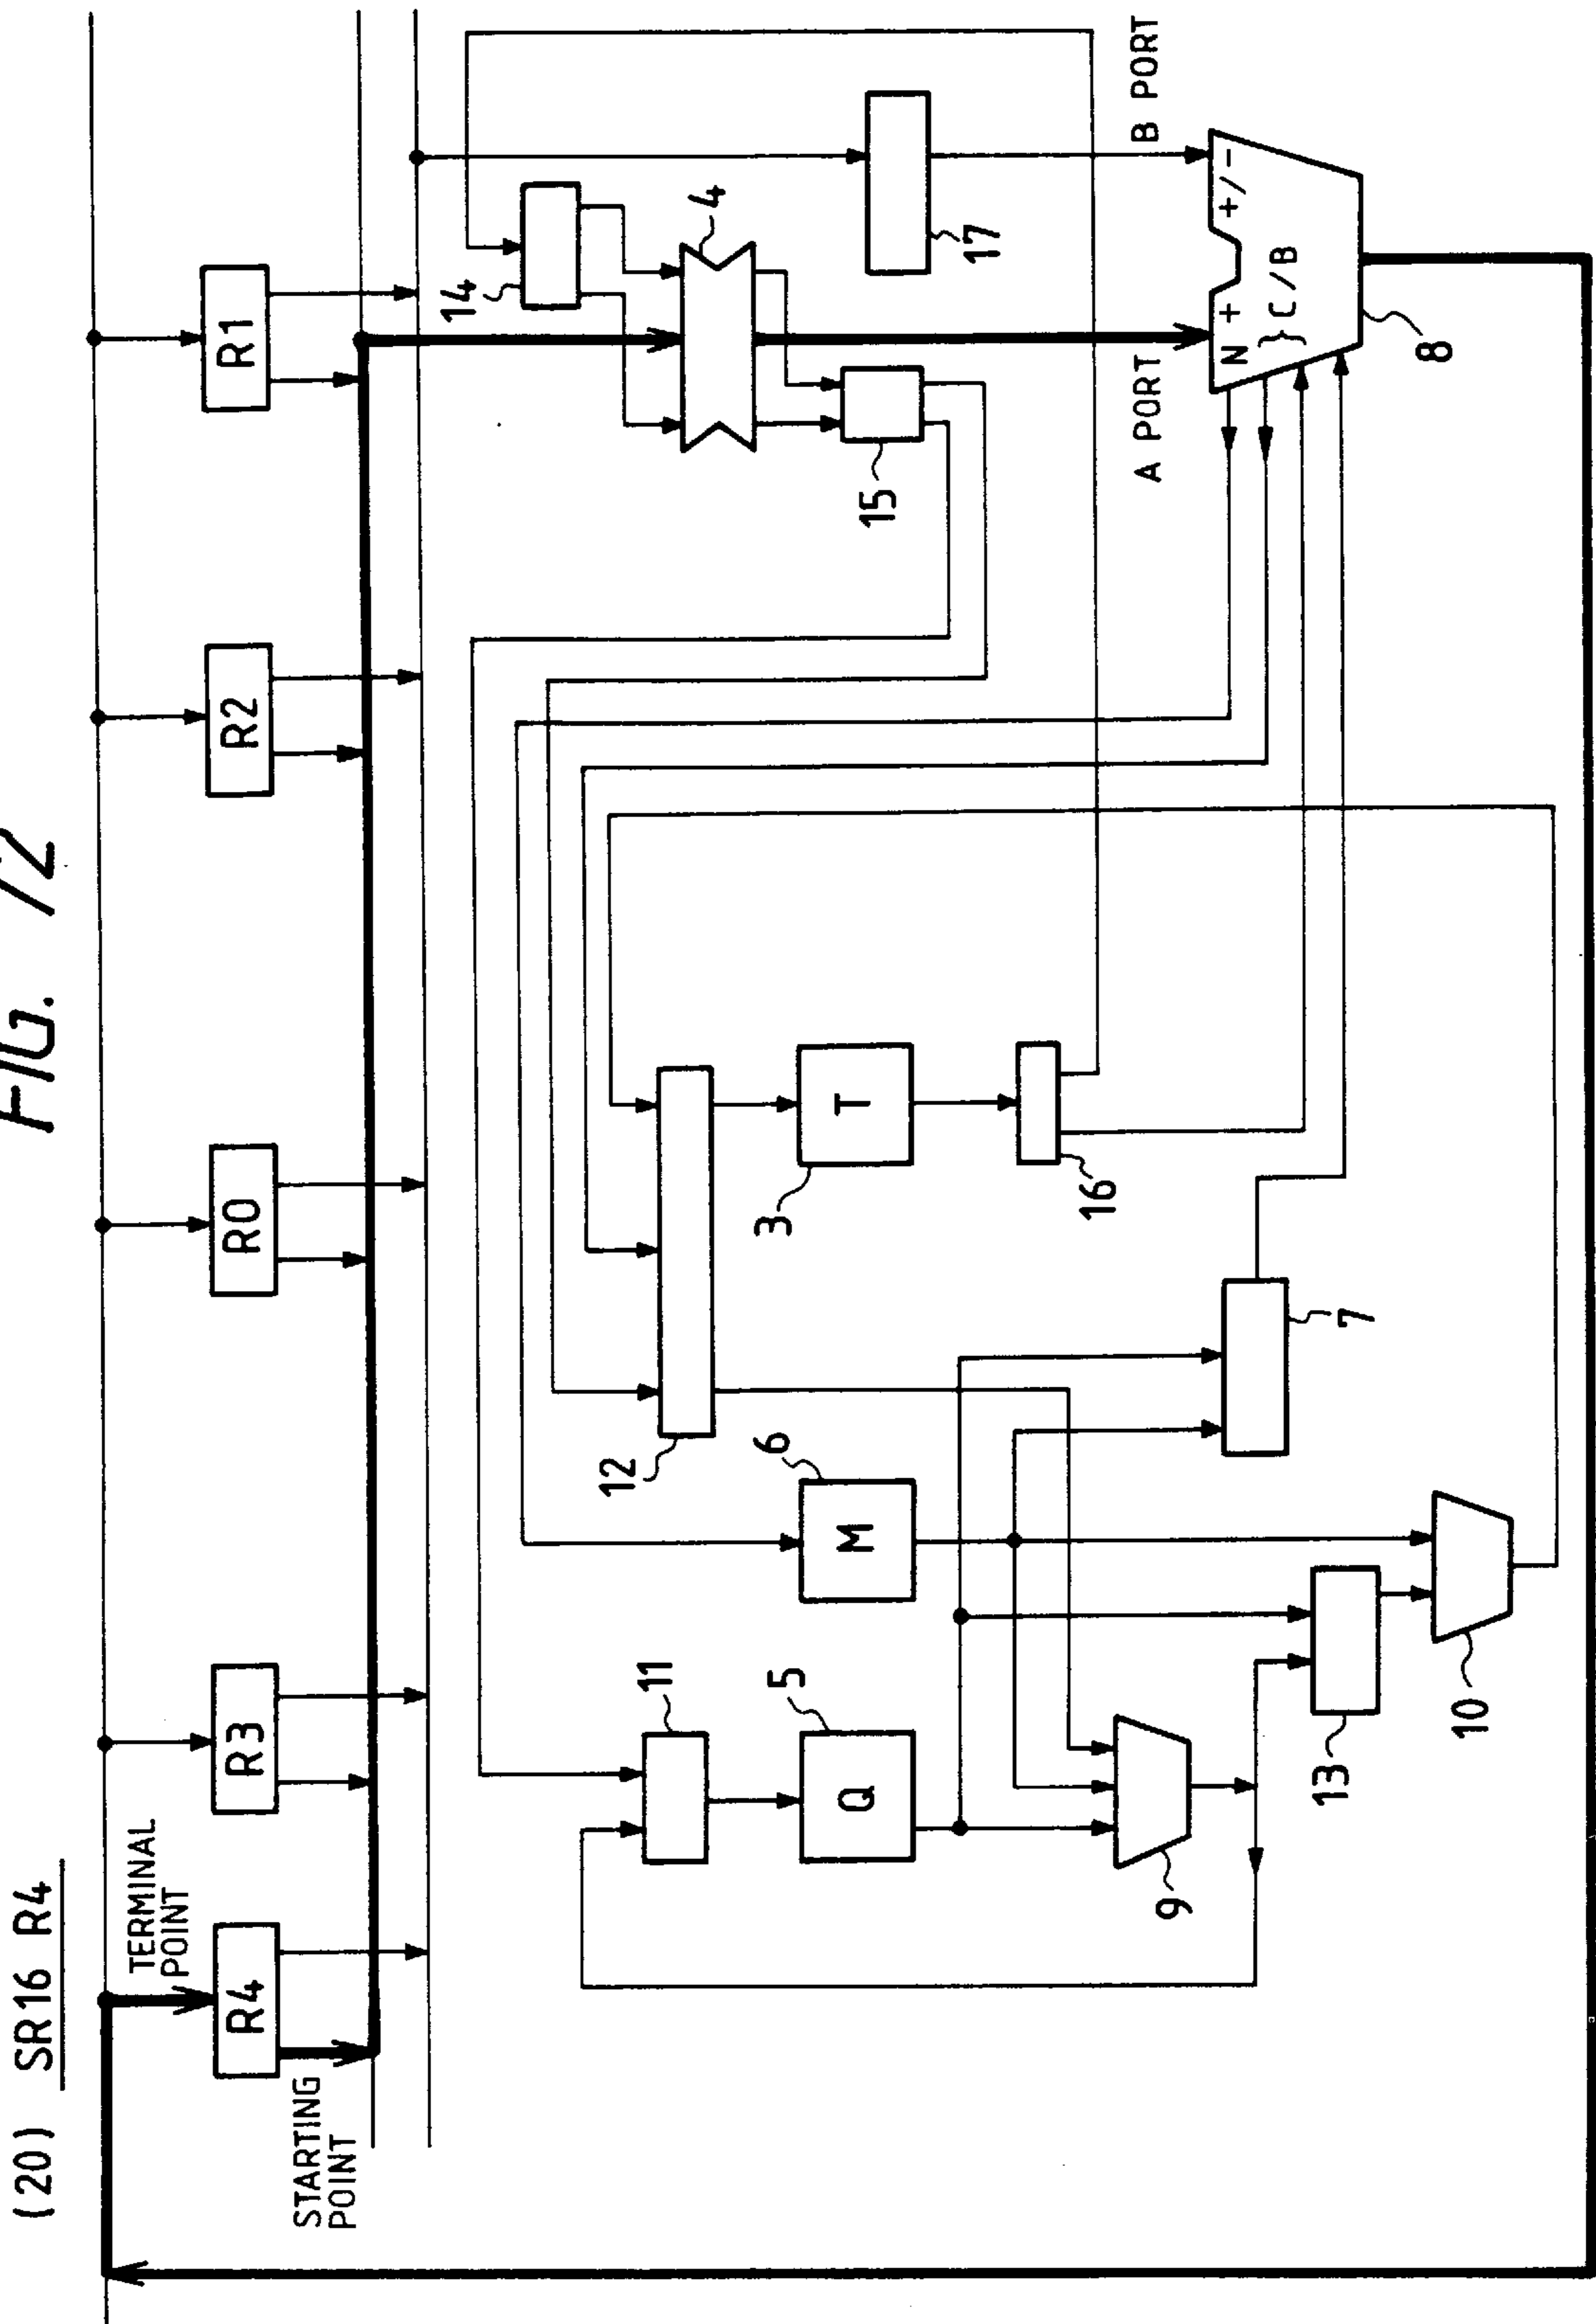 FIG. 12
(20) SR16 R4
TERMINAL
POINT
STARTING
POINT
R4
R3
R0
R2
R1
14
4
15
17
A PORT
B PORT
N + +/-
} C/B
8
12
3
T
16
6
M
7
11
5
Q
9
13
10